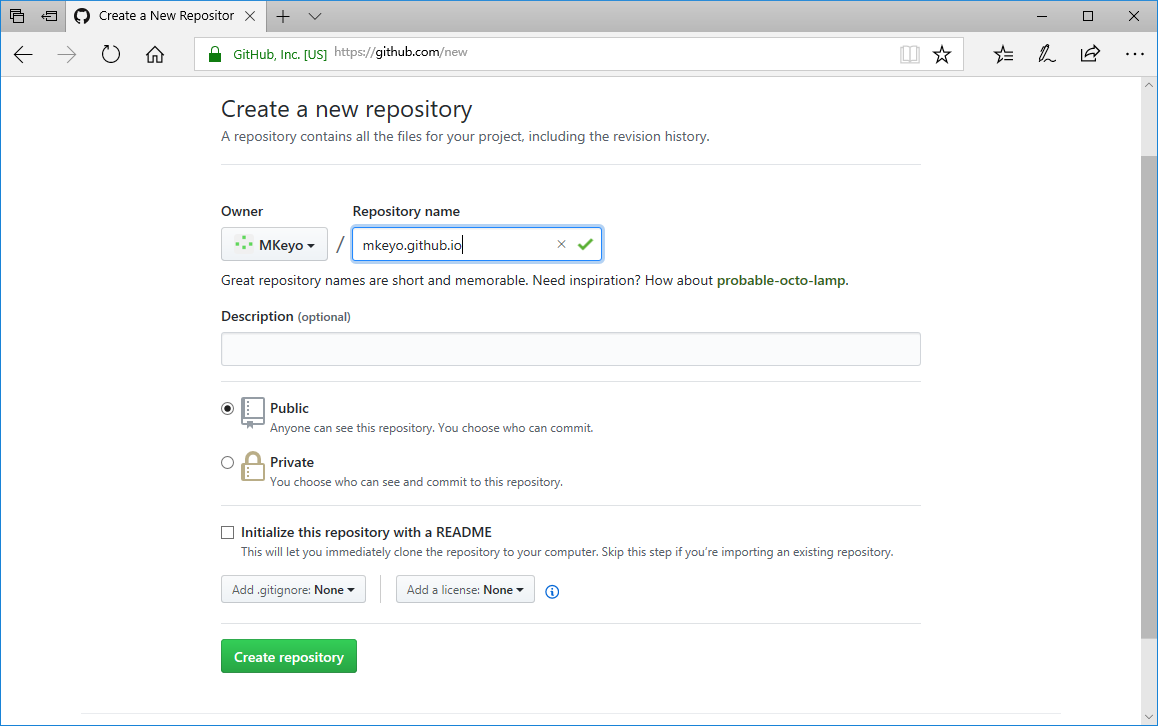 Create a New Repositor
GitHub, Inc. [US] https://github.com/new
Create a new repository
A repository contains all the files for your project, including the revision history.
Owner Repository name
MKeyo / mkeyo.github.io
Great repository names are short and memorable. Need inspiration? How about probable-octo-lamp.
Description (optional)
Public
Anyone can see this repository. You choose who can commit.
Private
You choose who can see and commit to this repository.
Initialize this repository with a README
This will let you immediately clone the repository to your computer. Skip this step if you’re importing an existing repository.
Add .gitignore: None Add a license: None
Create repository